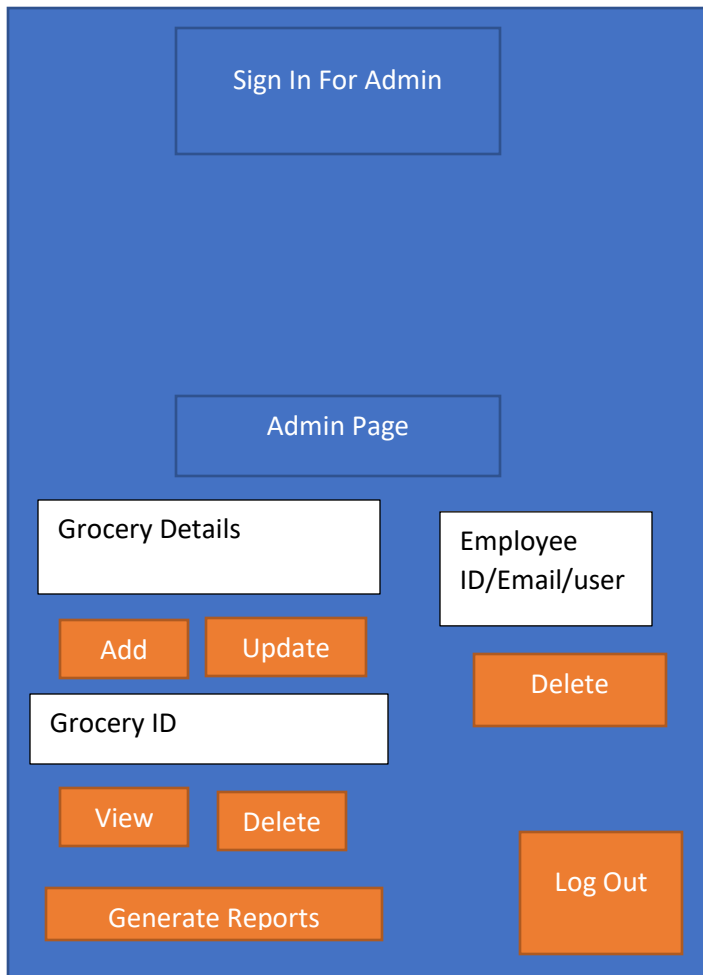 Sign In For Admin
Admin Page
Grocery Details
Employee
ID/Email/user
Add
Update
Delete
Grocery ID
View
Delete
Log Out
Generate Reports